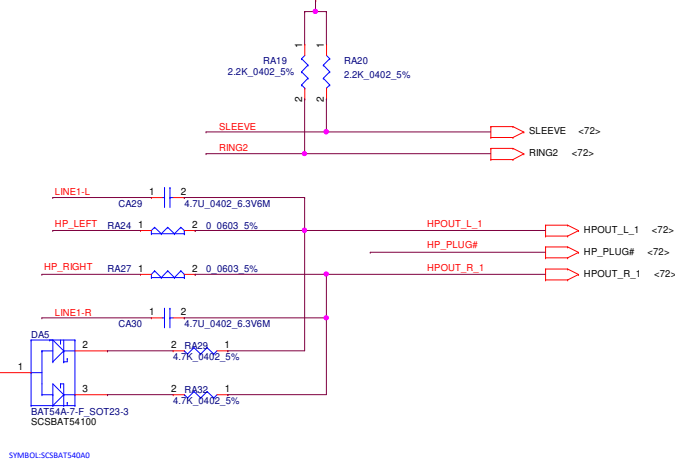 1 1
RA19 RA20
2.2K_0402_5% 2.2K_0402_5%
2 2
SLEEVE SLEEVE <72>
RING2 RING2 <72>
LINE1-L 1 2
CA29 4.7U_0402_6.3V6M
HP_LEFT RA24 1 2 0_0603_5% HPOUT_L_1 HPOUT_L_1 <72>
HP_PLUG# HP_PLUG# <72>
HP_RIGHT RA27 1 2 0_0603_5% HPOUT_R_1 HPOUT_R_1 <72>
LINE1-R 1 2
CA30 4.7U_0402_6.3V6M
DA5
2 2 RA29 1
4.7K_0402_5%
1
3 2 RA32 1
4.7K_0402_5%
BAT54A-7-F_SOT23-3
SCSBAT54100
SYMBOL:SCSBAT540A0